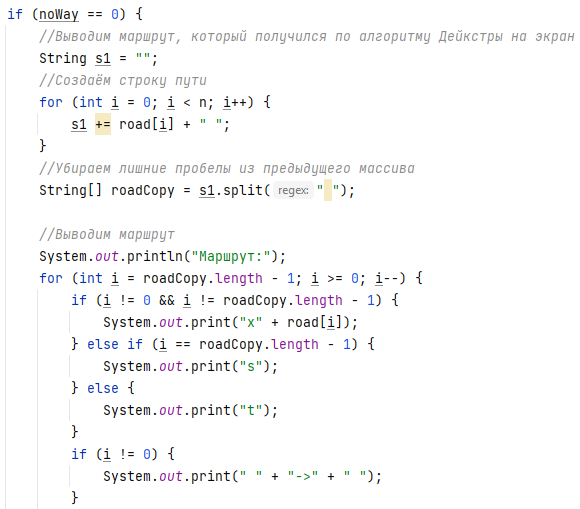 if (noWay == 0) {
    //Выводим маршрут, который получился по алгоритму Дейкстры на экран
    String s1 = "";
    //Создаём строку пути
    for (int i = 0; i < n; i++) {
        s1 += road[i] + " ";
    }
    //Убираем лишние пробелы из предыдущего массива
    String[] roadCopy = s1.split( regex: " ");

    //Выводим маршрут
    System.out.println("Маршрут:");
    for (int i = roadCopy.length - 1; i >= 0; i--) {
        if (i != 0 && i != roadCopy.length - 1) {
            System.out.print("x" + road[i]);
        } else if (i == roadCopy.length - 1) {
            System.out.print("s");
        } else {
            System.out.print("t");
        }
        if (i != 0) {
            System.out.print(" " + "->" + " ");
        }